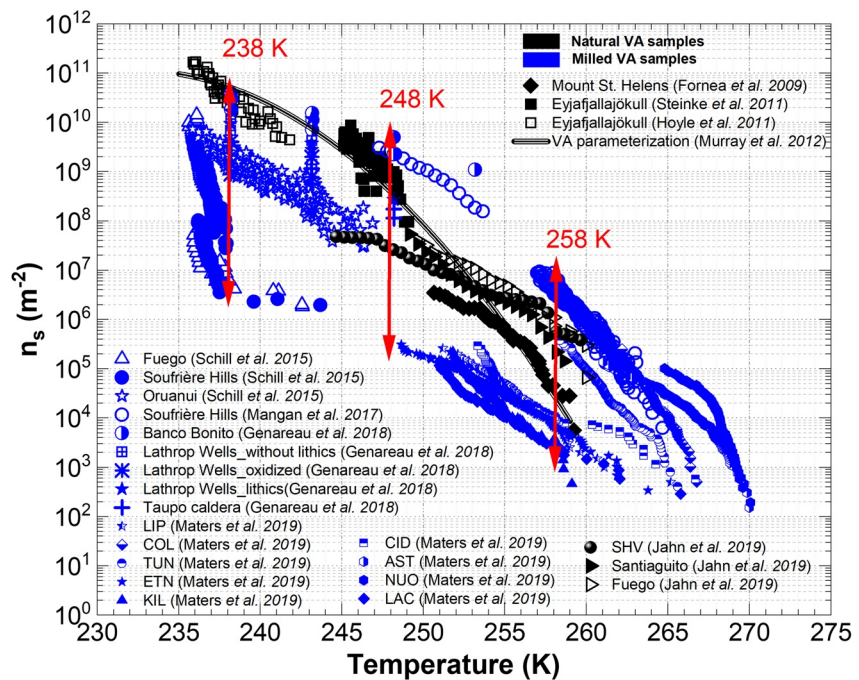 10¹²
10¹¹
10¹⁰
10⁹
10⁸
10⁷
10⁶
10⁵
10⁴
10³
10²
10¹
10⁰
nₛ (m⁻²)
238 K
248 K
258 K
Natural VA samples
Milled VA samples
Mount St. Helens (Fornea et al. 2009)
Eyjafjallajökull (Steinke et al. 2011)
Eyjafjallajökull (Hoyle et al. 2011)
VA parameterization (Murray et al. 2012)
Fuego (Schill et al. 2015)
Soufrière Hills (Schill et al. 2015)
Oruanui (Schill et al. 2015)
Soufrière Hills (Mangan et al. 2017)
Banco Bonito (Genareau et al. 2018)
Lathrop Wells_without lithics (Genareau et al. 2018)
Lathrop Wells_oxidized (Genareau et al. 2018)
Lathrop Wells_lithics(Genareau et al. 2018)
Taupo caldera (Genareau et al. 2018)
LIP (Maters et al. 2019)
COL (Maters et al. 2019)
TUN (Maters et al. 2019)
ETN (Maters et al. 2019)
KIL (Maters et al. 2019)
CID (Maters et al. 2019)
AST (Maters et al. 2019)
NUO (Maters et al. 2019)
LAC (Maters et al. 2019)
SHV (Jahn et al. 2019)
Santiaguito (Jahn et al. 2019)
Fuego (Jahn et al. 2019)
230 235 240 245 250 255 260 265 270 275
Temperature (K)